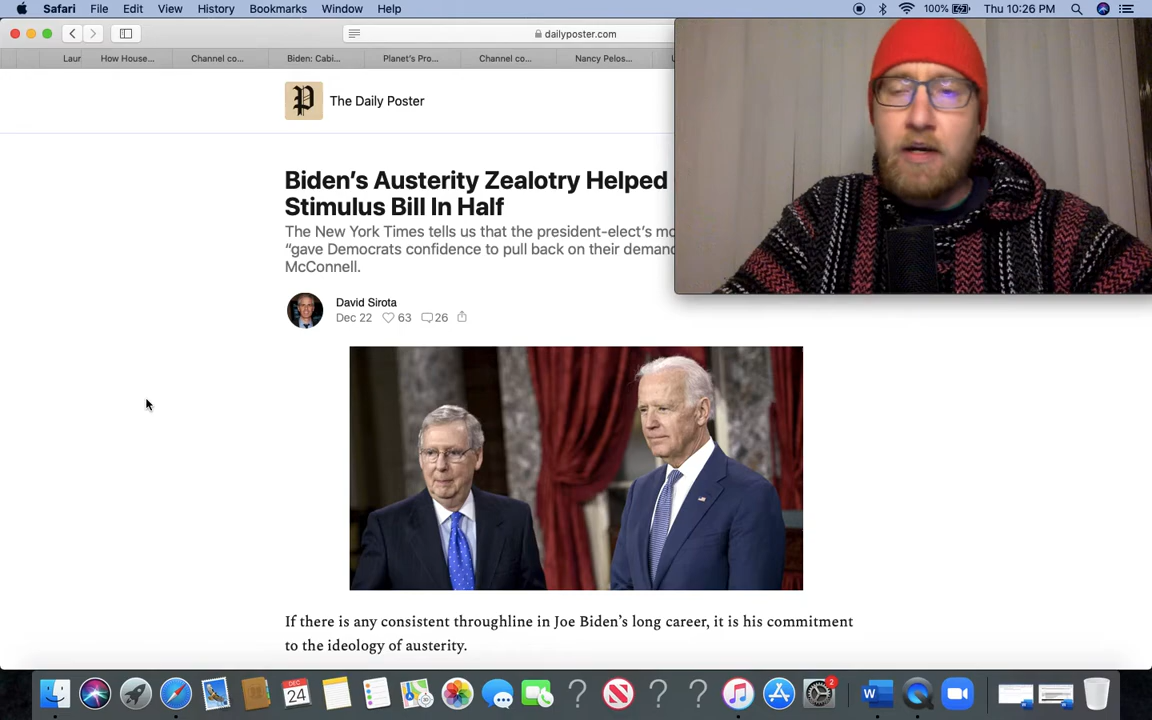 Safari File Edit View History Bookmarks Window Help 100% Thu 10:26 PM
dailyposter.com
Laur How House... Channel co... Biden: Cabi... Planet's Pro... Channel co... Nancy Pelos...
P The Daily Poster
Biden's Austerity Zealotry Helped
Stimulus Bill In Half
The New York Times tells us that the president-elect's
"gave Democrats confidence to pull back on their
McConnell.
David Sirota
Dec 22 63 26
If there is any consistent throughline in Joe Biden's long career, it is his commitment
to the ideology of austerity.
DEC
24
2
W